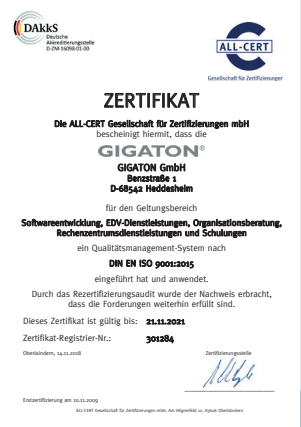 DAkkS
Deutsche
Akkreditierungsstelle
D-ZM-16098-01-00
ALL-CERT
Gesellschaft für Zertifizierungen
ZERTIFIKAT
Die ALL-CERT Gesellschaft für Zertifizierungen mbH
bescheinigt hiermit, dass die
GIGATON®
GIGATON GmbH
Benzstraße 1
D-68542 Heddesheim
für den Geltungsbereich
Softwareentwicklung, EDV-Dienstleistungen, Organisationsberatung,
Rechenzentrumsdienstleistungen und Schulungen
ein Qualitätsmanagement-System nach
DIN EN ISO 9001:2015
eingeführt hat und anwendet.
Durch das Rezertifizierungsaudit wurde der Nachweis erbracht,
dass die Forderungen weiterhin erfüllt sind.
Dieses Zertifikat ist gültig bis: 21.11.2021
Zertifikat-Registrier-Nr.: 301284
Oberlaindern, 14.11.2018
Zertifizierungsstelle
Erstzertifizierung am 10.11.2009
ALL-CERT Gesellschaft für Zertifizierungen mbH, Am Hilgenfeld 12, Oberlaindern